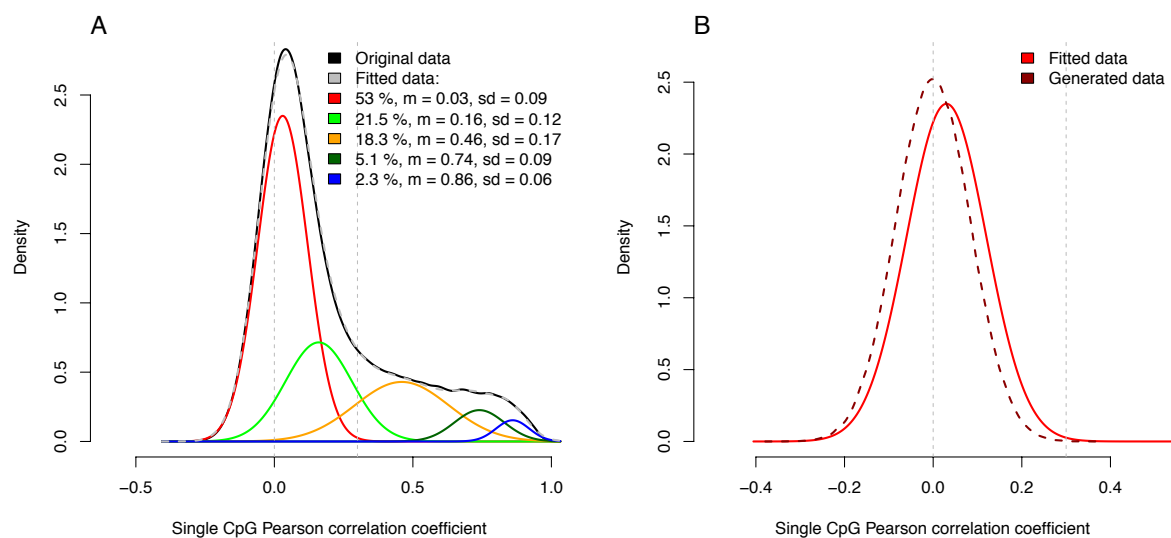 A
Original data
Fitted data:
53 %, m = 0.03, sd = 0.09
21.5 %, m = 0.16, sd = 0.12
18.3 %, m = 0.46, sd = 0.17
5.1 %, m = 0.74, sd = 0.09
2.3 %, m = 0.86, sd = 0.06
Density
0.0
0.5
1.0
1.5
2.0
2.5
−0.5 0.0 0.5 1.0
Single CpG Pearson correlation coefficient
B
Fitted data
Generated data
Density
0.0
0.5
1.0
1.5
2.0
2.5
−0.4 −0.2 0.0 0.2 0.4
Single CpG Pearson correlation coefficient